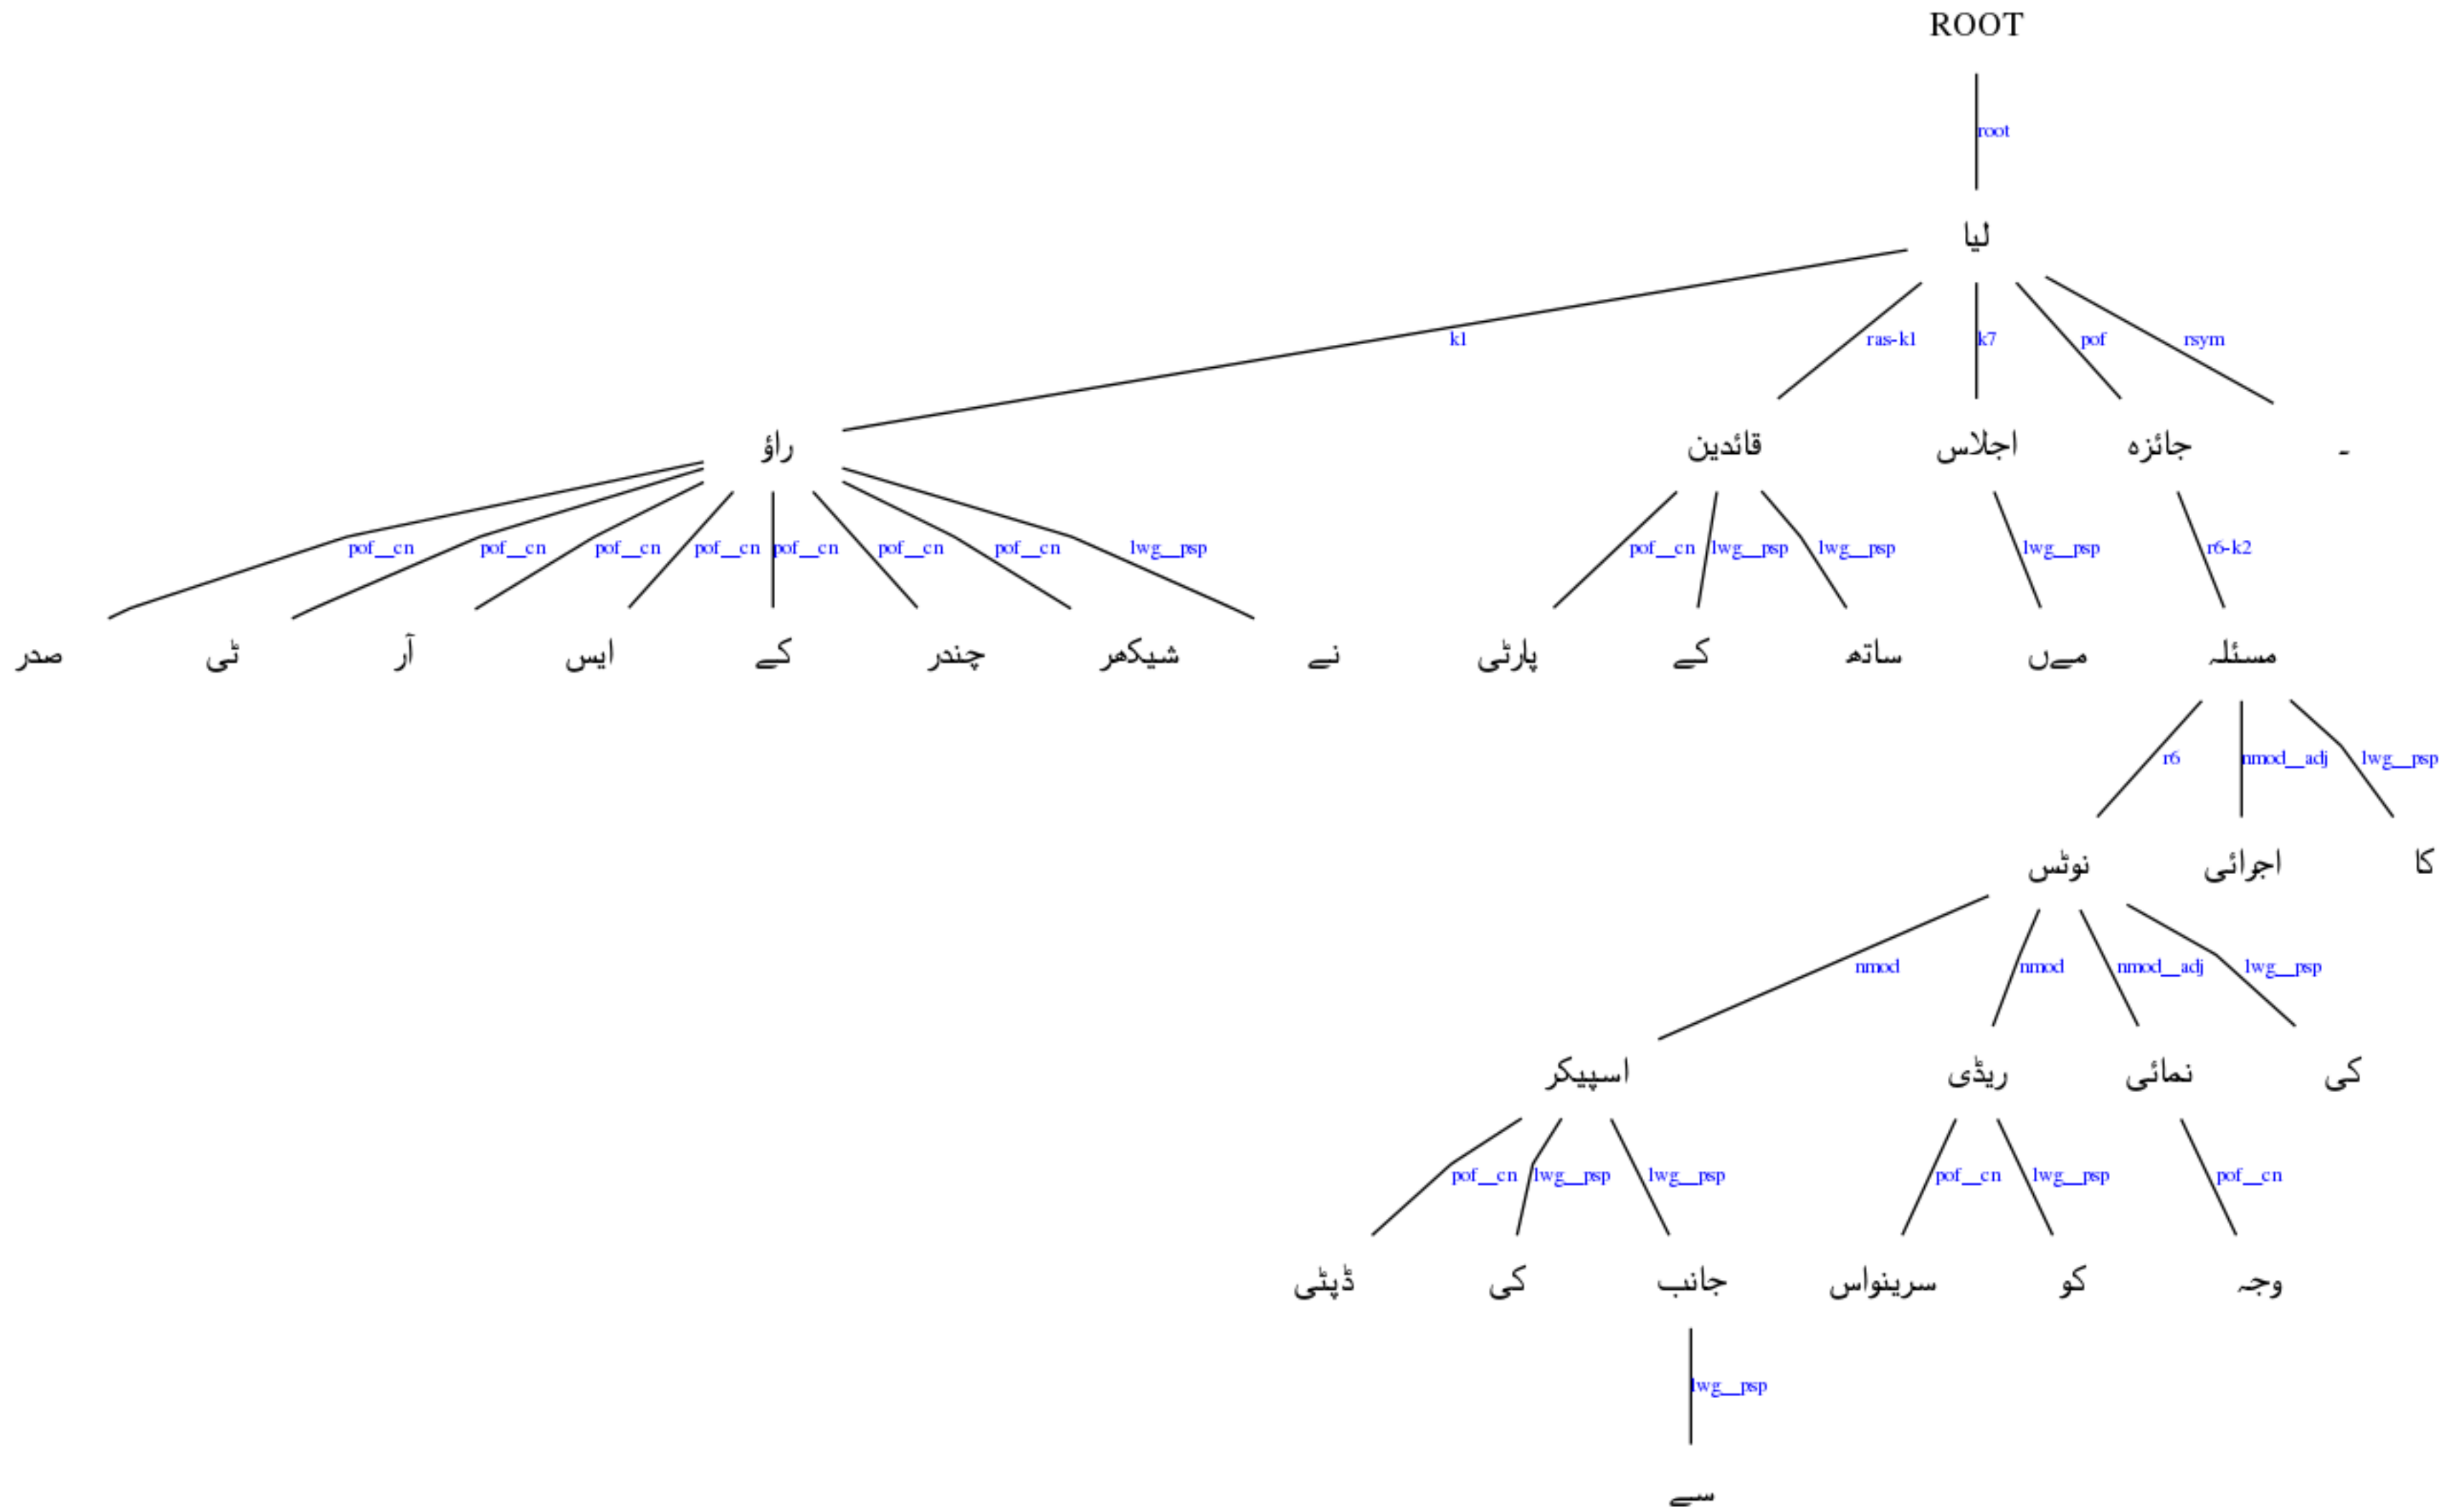 ROOT
root
لیا
k1 ras-k1 k7 pof rsym
راؤ قائدین اجلاس جائزہ ۔
pof__cn pof__cn pof__cn pof__cn pof__cn pof__cn pof__cn lwg__psp pof__cn lwg__psp lwg__psp lwg__psp r6-k2
صدر ٹی آر ایس کے چندر شیکھر نے پارٹی کے ساتھ مےں مسئلہ
r6 nmod__adj lwg__psp
نوٹس اجرائی کا
nmod nmod nmod__adj lwg__psp
اسپیکر ریڈی نمائی کی
pof__cn lwg__psp lwg__psp pof__cn lwg__psp pof__cn
ڈپٹی کی جانب سرینواس کو وجہ
lwg__psp
سے